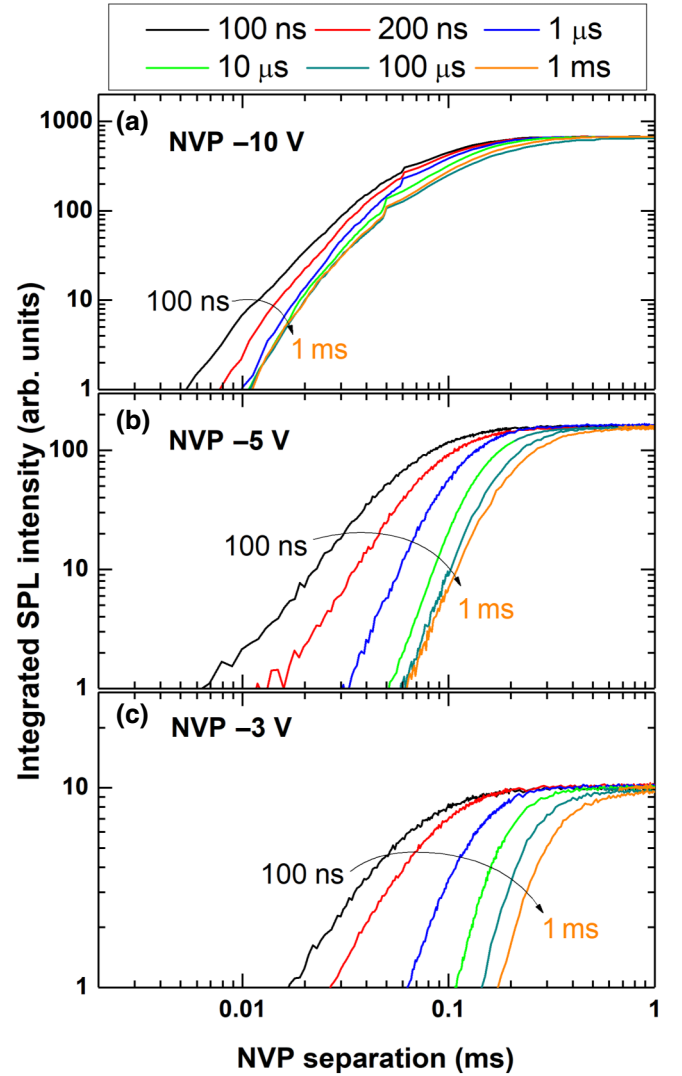 100 ns 200 ns 1 μs
10 μs 100 μs 1 ms
Integrated SPL intensity (arb. units)
(a)
NVP –10 V
1000
100
10
1
100 ns
1 ms
(b)
NVP –5 V
100
10
1
100 ns
1 ms
(c)
NVP –3 V
10
1
100 ns
1 ms
0.01 0.1 1
NVP separation (ms)